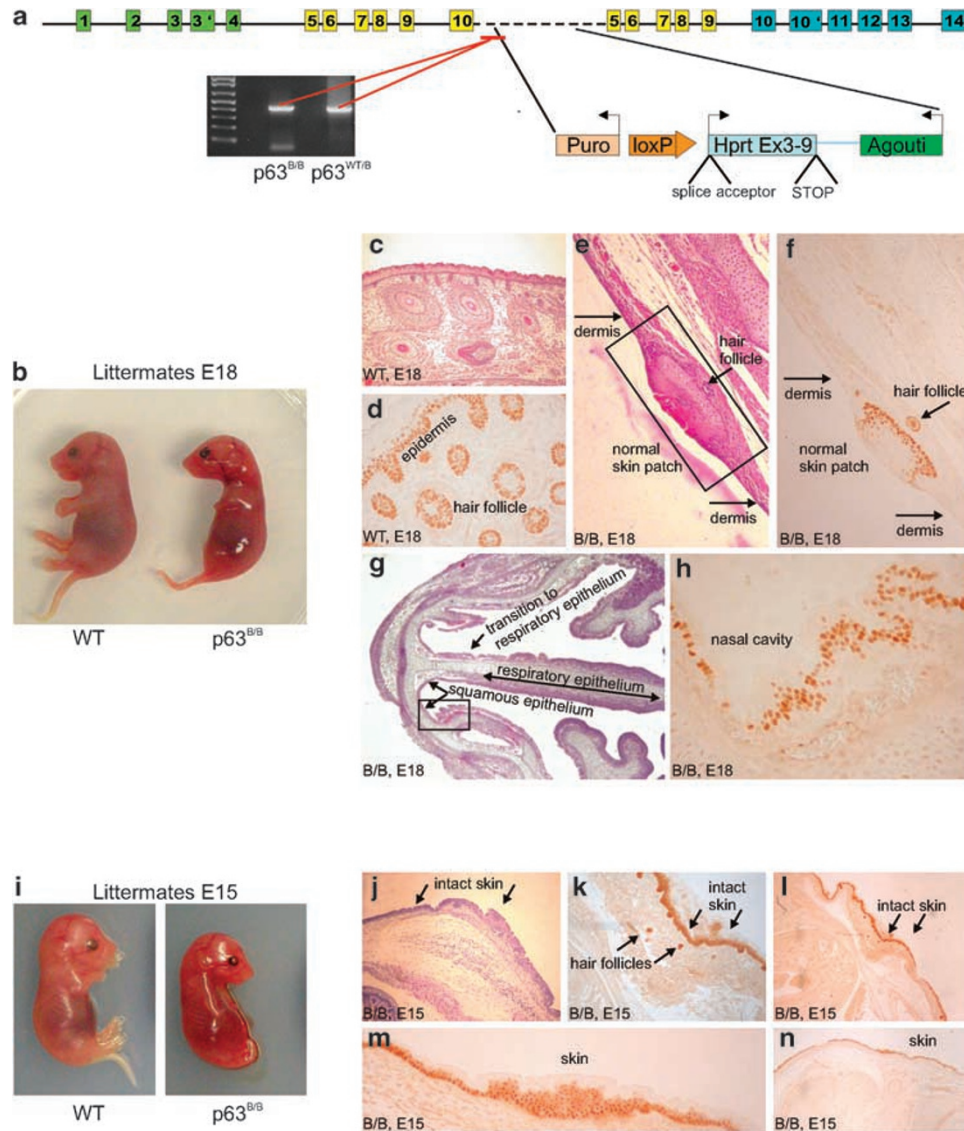 a
1 2 3 3' 4 5 6 7 8 9 10 5 6 7 8 9 10 10' 11 12 13 14
Puro loxP Hprt Ex3-9 Agouti
splice acceptor STOP
p63B/B p63WT/B
b
Littermates E18
WT p63B/B
c
WT, E18
d
epidermis
hair follicle
WT, E18
e
dermis
hair
follicle
normal
skin patch
dermis
B/B, E18
f
dermis
hair follicle
normal
skin patch
dermis
B/B, E18
g
transition to
respiratory epithelium
respiratory epithelium
squamous epithelium
B/B, E18
h
nasal cavity
B/B, E18
i
Littermates E15
WT p63B/B
j
intact skin
B/B, E15
k
intact
skin
hair follicles
B/B, E15
l
intact skin
B/B, E15
m
skin
B/B, E15
n
skin
B/B, E15